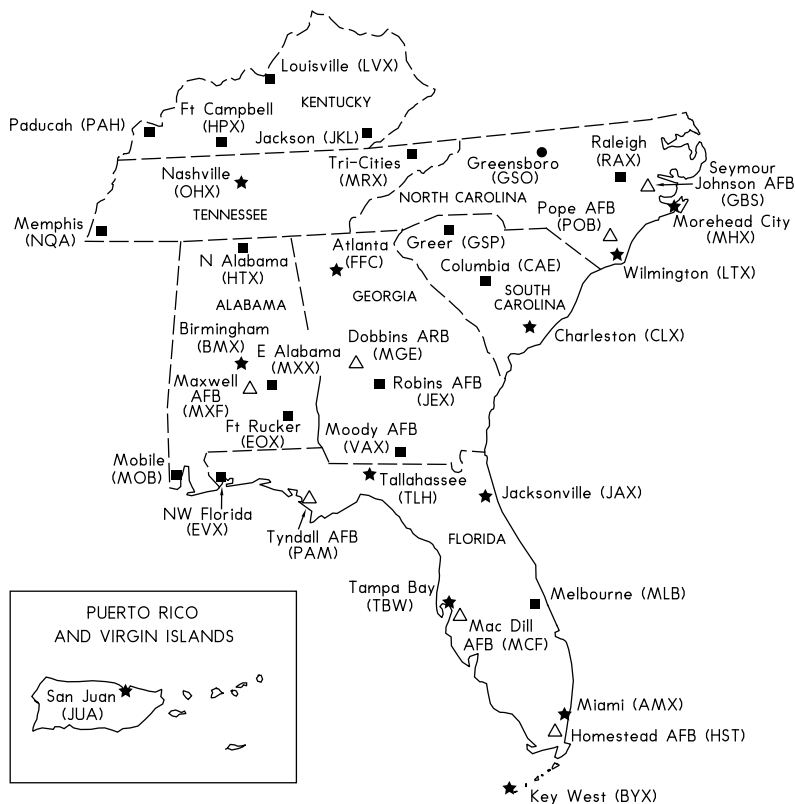 Louisville (LVX)
KENTUCKY
Ft Campbell
(HPX)
Paducah (PAH)
Jackson (JKL)
Tri-Cities
(MRX)
Greensboro
(GSO)
Raleigh
(RAX)
Seymour
Johnson AFB
(GBS)
Nashville
(OHX)
TENNESSEE
NORTH CAROLINA
Pope AFB
(POB)
Morehead City
(MHX)
Memphis
(NQA)
N Alabama
(HTX)
Atlanta
(FFC)
Greer (GSP)
Columbia (CAE)
Wilmington (LTX)
ALABAMA
GEORGIA
SOUTH
CAROLINA
Birmingham
(BMX)
E Alabama
(MXX)
Dobbins ARB
(MGE)
Charleston (CLX)
Maxwell
AFB
(MXF)
Robins AFB
(JEX)
Ft Rucker
(EOX)
Moody AFB
(VAX)
Mobile
(MOB)
Tallahassee
(TLH)
Jacksonville (JAX)
NW Florida
(EVX)
Tyndall AFB
(PAM)
FLORIDA
Tampa Bay
(TBW)
Melbourne (MLB)
Mac Dill
AFB (MCF)
PUERTO RICO
AND VIRGIN ISLANDS
San Juan
(JUA)
Miami (AMX)
Homestead AFB (HST)
Key West (BYX)